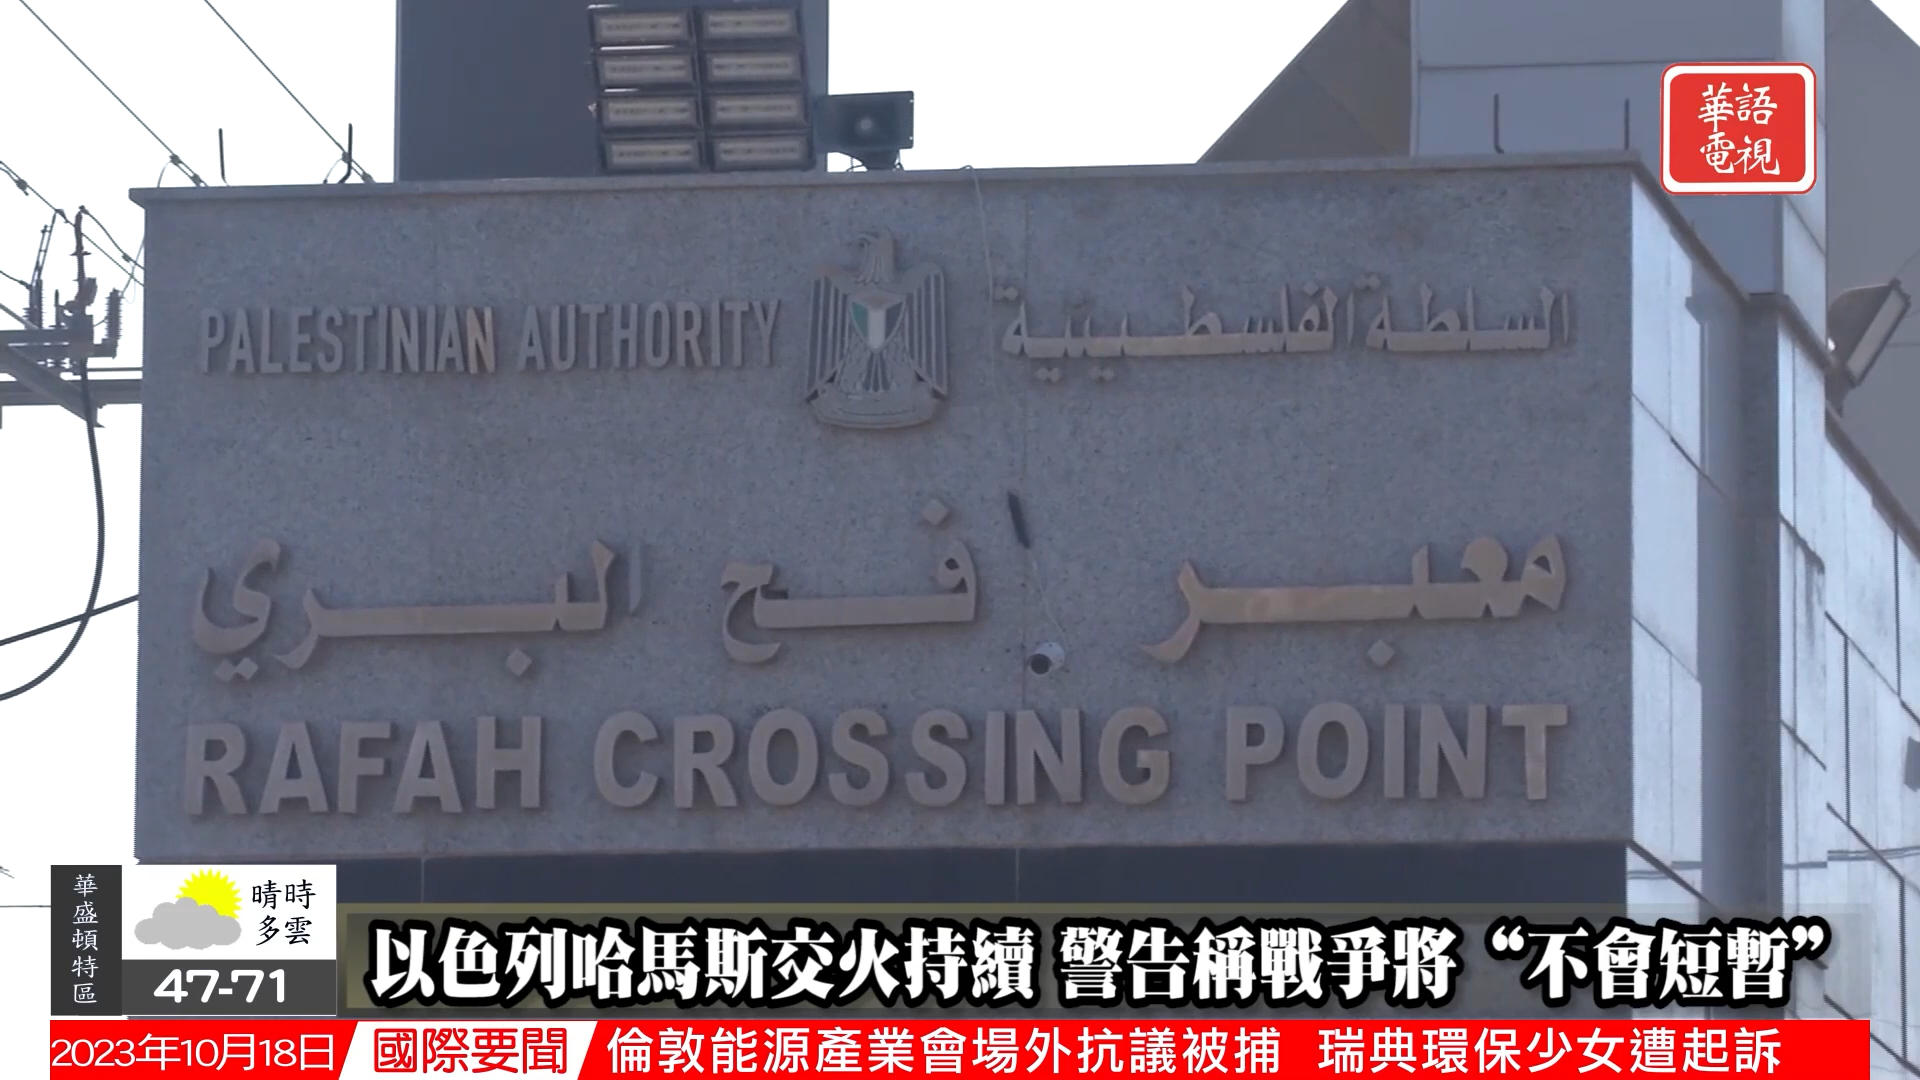 華語
電視
PALESTINIAN AUTHORITY
السلطة الفلسطينية
معبر فح البري
RAFAH CROSSING POINT
華盛頓特區
晴時
多雲
47-71
以色列哈馬斯交火持續 警告稱戰爭將“不會短暫”
2023年10月18日
國際要聞
倫敦能源產業會場外抗議被捕 瑞典環保少女遭起訴